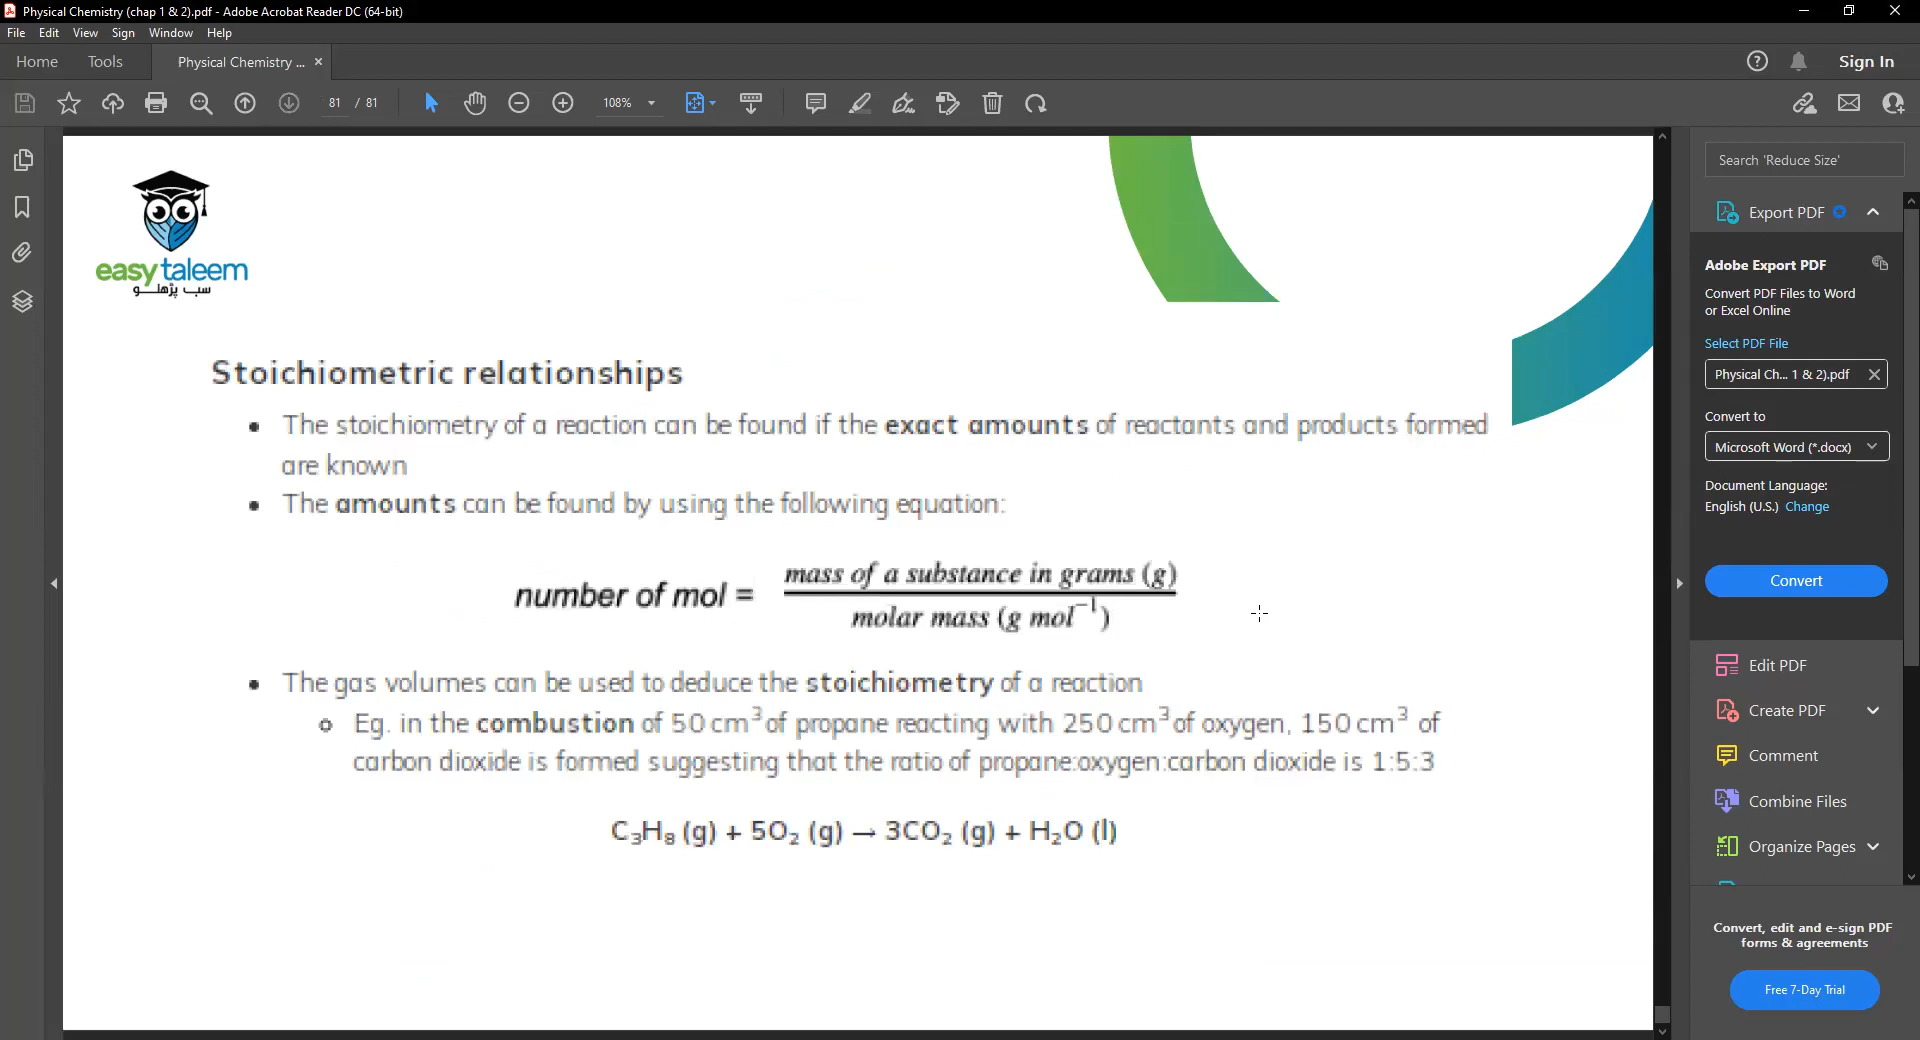 Physical Chemistry (chap 1 & 2).pdf - Adobe Acrobat Reader DC (64-bit)
File Edit View Sign Window Help
Home Tools Physical Chemistry ... × Sign In
81 / 81 108%
easytaleem
سب پڑھلو
Stoichiometric relationships
• The stoichiometry of a reaction can be found if the exact amounts of reactants and products formed
are known
• The amounts can be found by using the following equation:
number of mol = mass of a substance in grams (g)
molar mass (g mol⁻¹)
• The gas volumes can be used to deduce the stoichiometry of a reaction
o Eg. in the combustion of 50 cm³ of propane reacting with 250 cm³ of oxygen, 150 cm³ of
carbon dioxide is formed suggesting that the ratio of propane:oxygen:carbon dioxide is 1:5:3
C₃H₈ (g) + 5O₂ (g) → 3CO₂ (g) + H₂O (l)
Search 'Reduce Size'
Export PDF
Adobe Export PDF
Convert PDF Files to Word
or Excel Online
Select PDF File
Physical Ch... 1 & 2).pdf
Convert to
Microsoft Word (*.docx)
Document Language:
English (U.S.) Change
Convert
Edit PDF
Create PDF
Comment
Combine Files
Organize Pages
Convert, edit and e-sign PDF
forms & agreements
Free 7-Day Trial